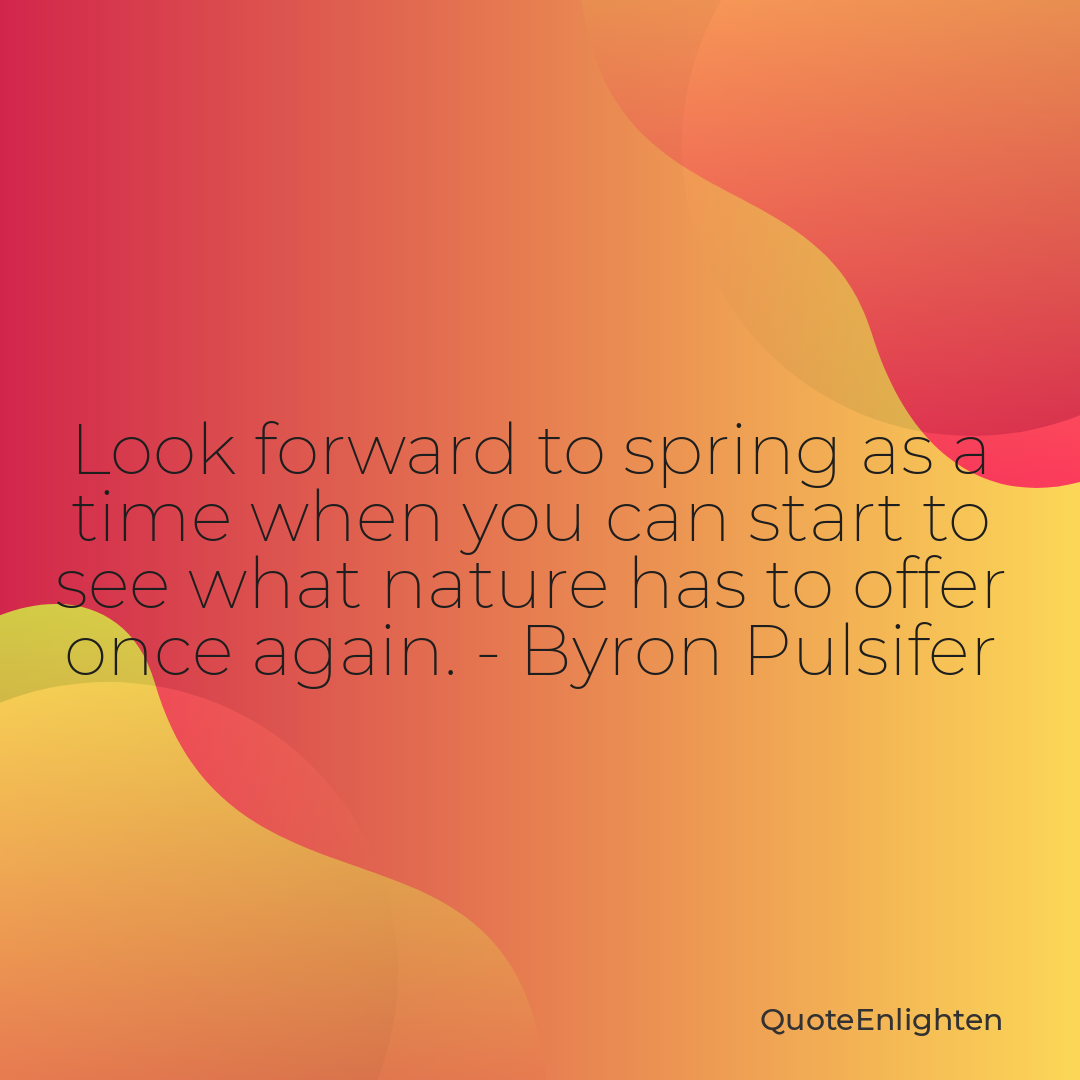 Look forward to spring as a
time when you can start to
see what nature has to offer
once again. - Byron Pulsifer
QuoteEnlighten